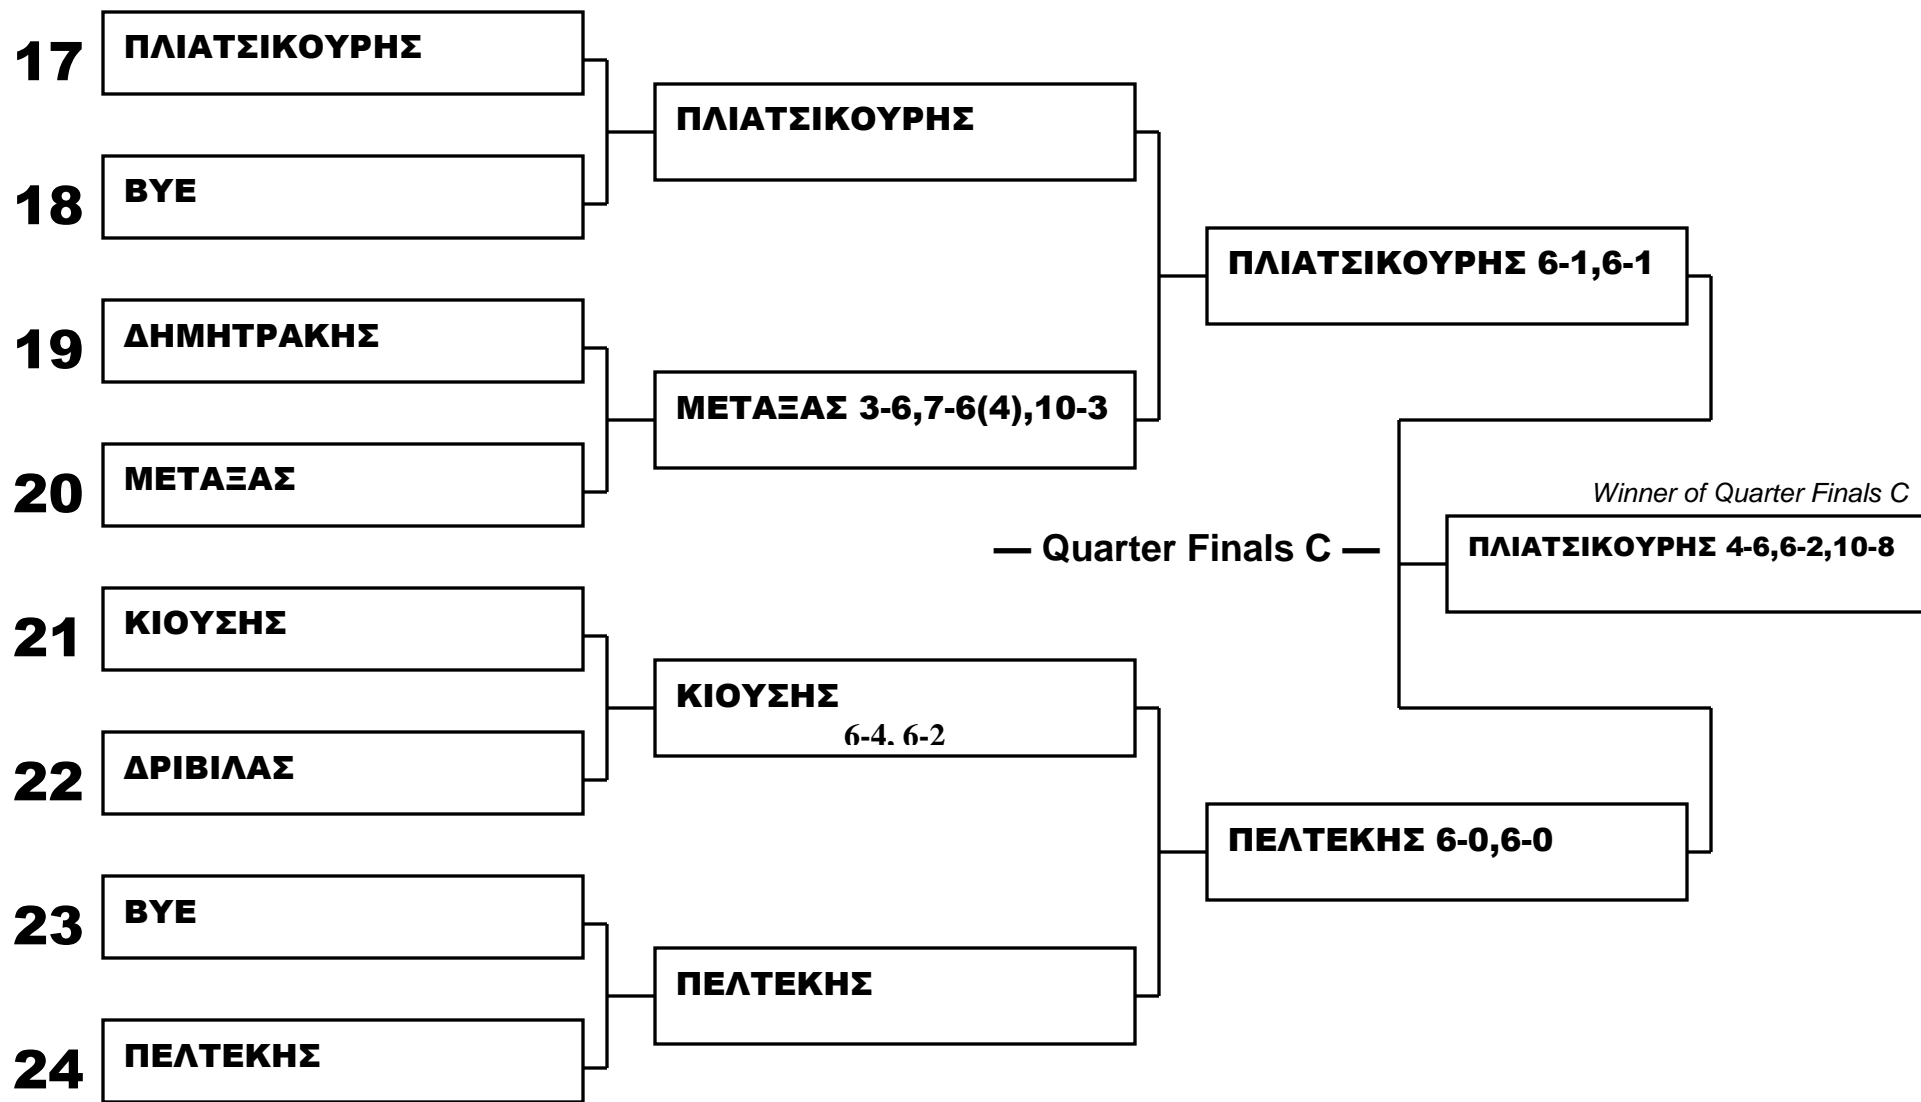 17
ΠΛΙΑΤΣΙΚΟΥΡΗΣ
18
BYE
ΠΛΙΑΤΣΙΚΟΥΡΗΣ
19
ΔΗΜΗΤΡΑΚΗΣ
20
ΜΕΤΑΞΑΣ
ΜΕΤΑΞΑΣ 3-6,7-6(4),10-3
ΠΛΙΑΤΣΙΚΟΥΡΗΣ 6-1,6-1
21
ΚΙΟΥΣΗΣ
22
ΔΡΙΒΙΛΑΣ
ΚΙΟΥΣΗΣ
6-4, 6-2
23
BYE
24
ΠΕΛΤΕΚΗΣ
ΠΕΛΤΕΚΗΣ
ΠΕΛΤΕΚΗΣ 6-0,6-0
— Quarter Finals C —
Winner of Quarter Finals C
ΠΛΙΑΤΣΙΚΟΥΡΗΣ 4-6,6-2,10-8